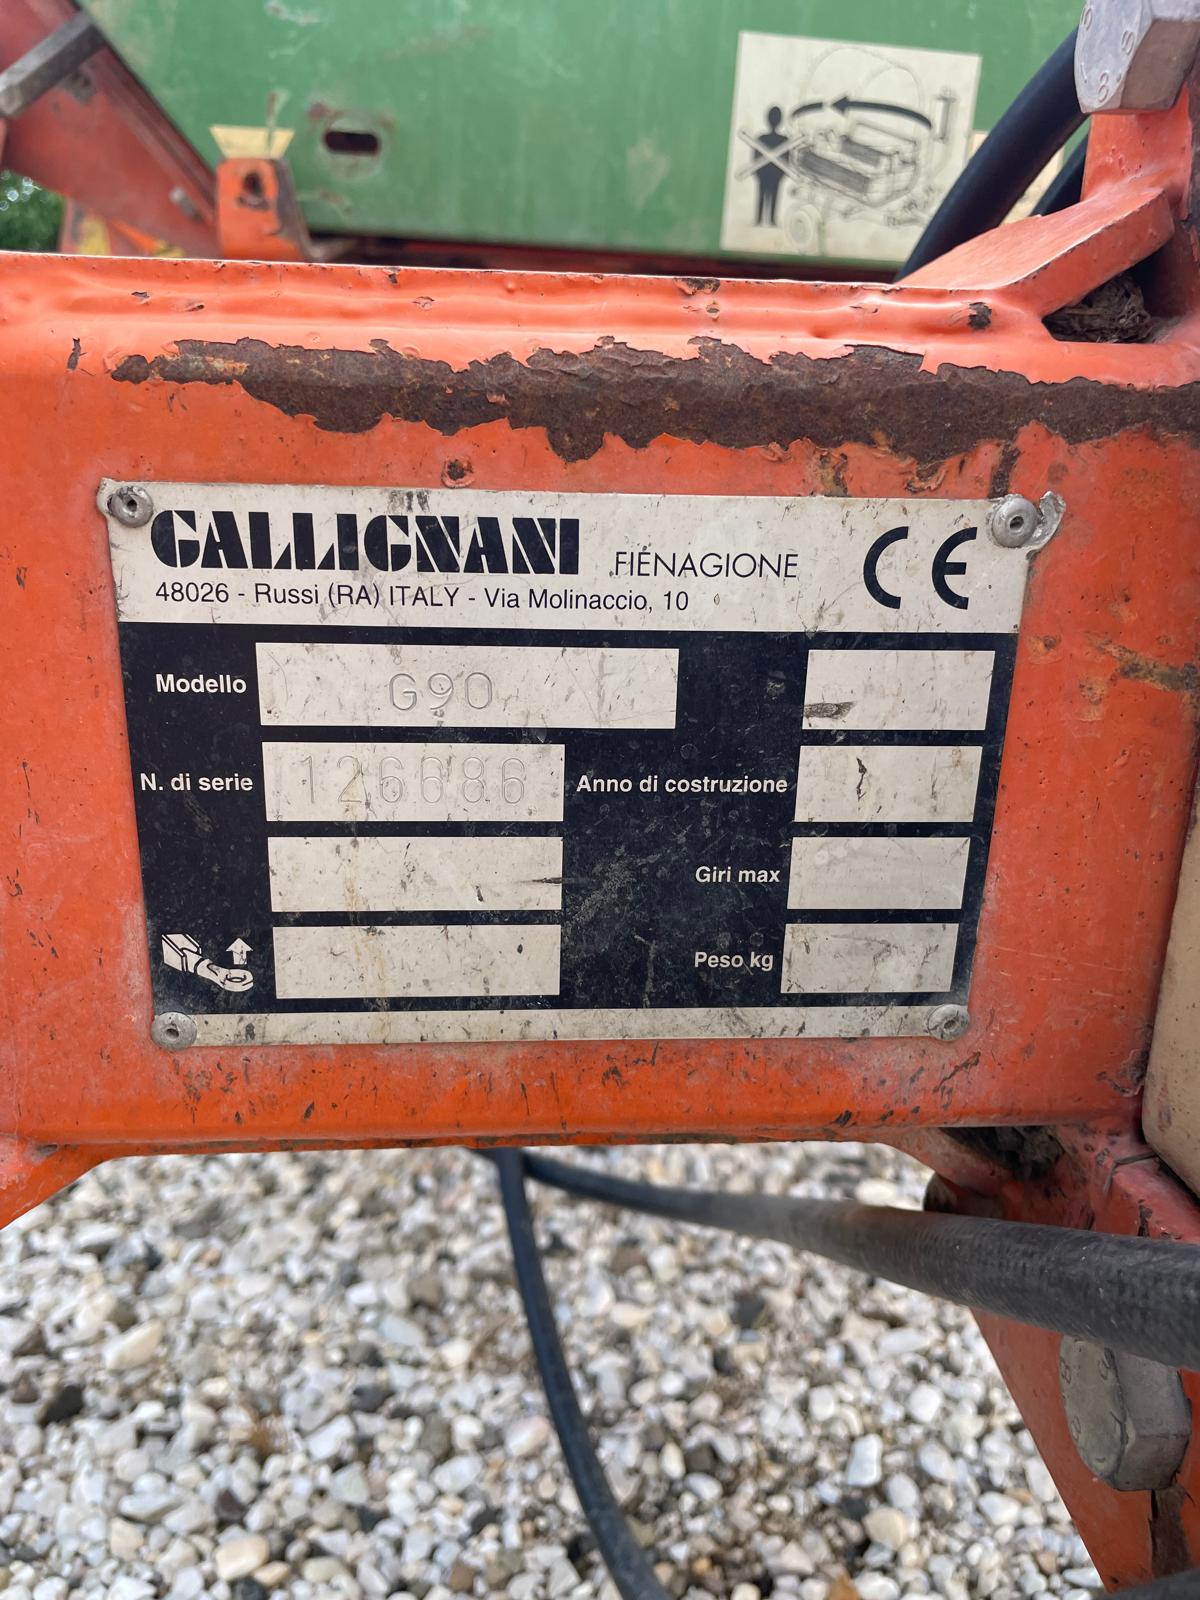 GALLIGNANI FIENAGIONE CE
48026 - Russi (RA) ITALY - Via Molinaccio, 10
Modello G90
N. di serie 126686 Anno di costruzione
Giri max
Peso kg